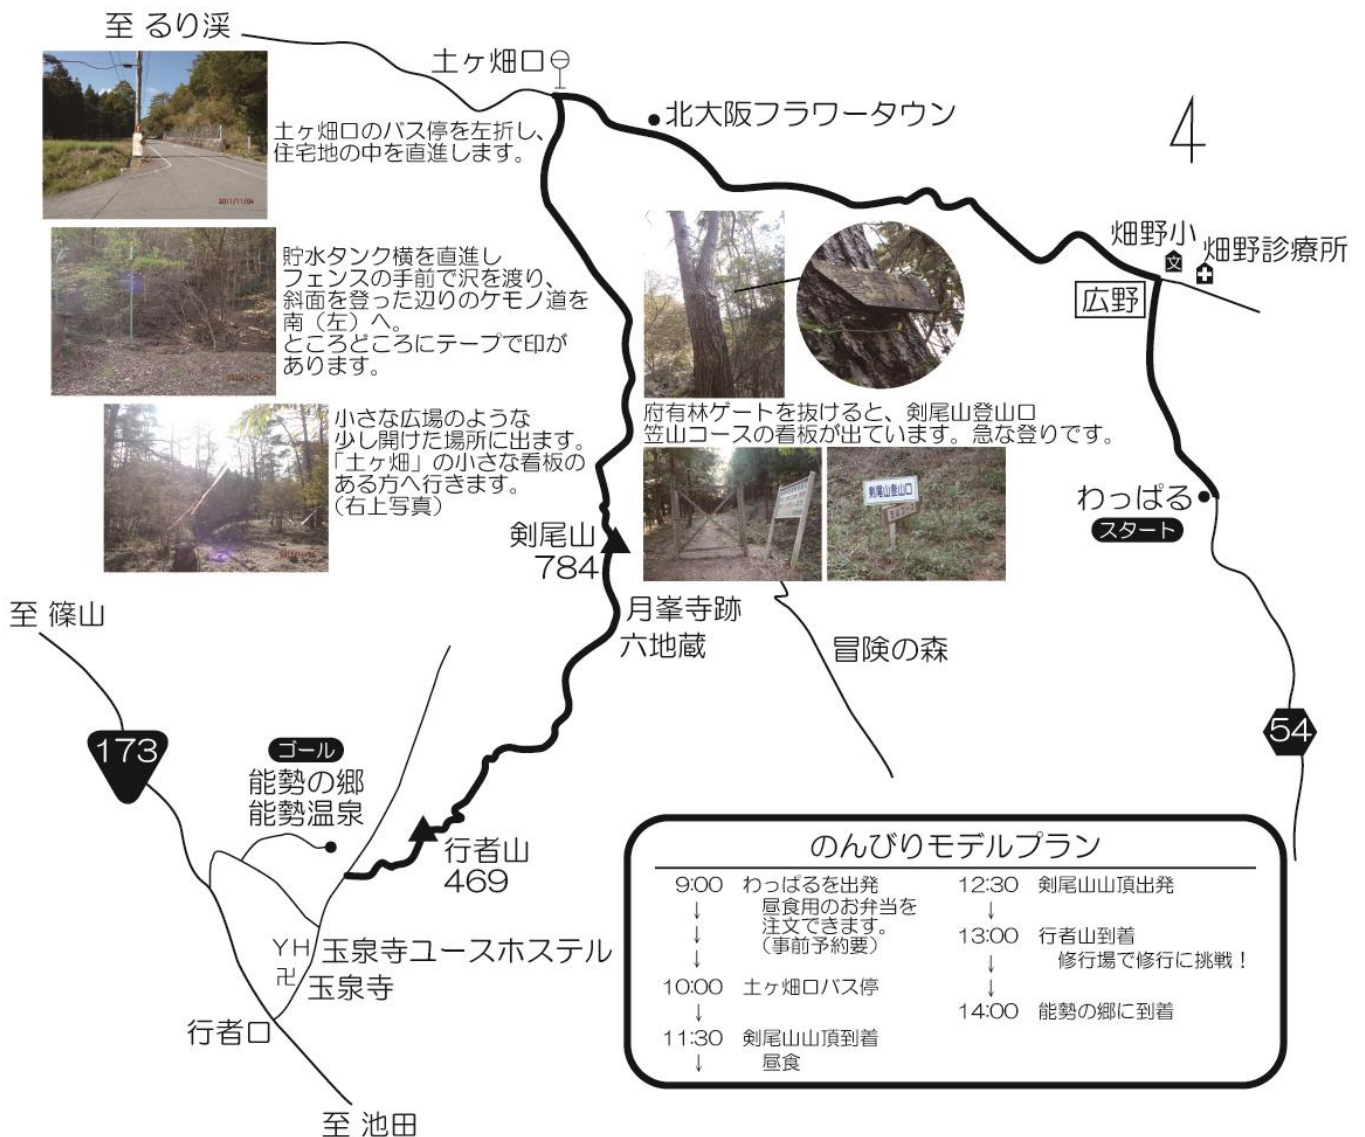 至 るり渓
土ヶ畑口
北大阪フラワータウン
4
土ヶ畑口のバス停を左折し、
住宅地の中を直進します。
2011/11/04
畑野小
文
畑野診療所
広野
貯水タンク横を直進し
フェンスの手前で沢を渡り、
斜面を登った辺りのケモノ道を
南（左）へ。
ところどころにテープで印が
あります。
小さな広場のような
少し開けた場所に出ます。
「土ヶ畑」の小さな看板の
ある方へ行きます。
（右上写真）
府有林ゲートを抜けると、剣尾山登山口
笠山コースの看板が出ています。急な登りです。
剣尾山登山口
わっぱる
スタート
剣尾山
784
月峯寺跡
六地蔵
冒険の森
至 篠山
173
54
ゴール
能勢の郷
能勢温泉
行者山
469
YH 玉泉寺ユースホステル
卍 玉泉寺
行者口
至 池田
のんびりモデルプラン
9:00 わっぱるを出発
↓ 昼食用のお弁当を
↓ 注文できます。
↓ （事前予約要）
10:00 土ヶ畑口バス停
↓
11:30 剣尾山山頂到着
↓ 昼食
12:30 剣尾山山頂出発
↓
13:00 行者山到着
↓ 修行場で修行に挑戦！
↓
14:00 能勢の郷に到着